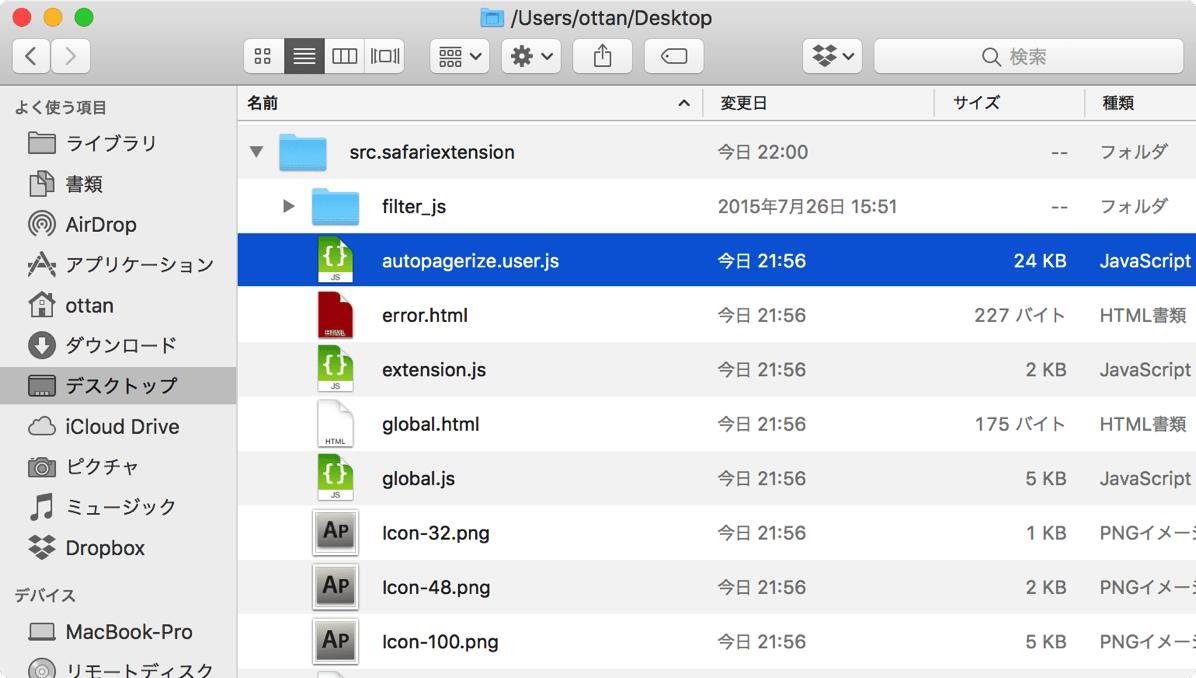 /Users/ottan/Desktop
検索
よく使う項目
ライブラリ
書類
AirDrop
アプリケーション
ottan
ダウンロード
デスクトップ
iCloud Drive
ピクチャ
ミュージック
Dropbox
デバイス
MacBook-Pro
リモートディスク
名前 変更日 サイズ 種類
src.safariextension 今日 22:00 -- フォルダ
filter_js 2015年7月26日 15:51 -- フォルダ
JS autopagerize.user.js 今日 21:56 24 KB JavaScript
error.html 今日 21:56 227 バイト HTML書類
JS extension.js 今日 21:56 2 KB JavaScript
HTML global.html 今日 21:56 175 バイト HTML書類
JS global.js 今日 21:56 5 KB JavaScript
AP Icon-32.png 今日 21:56 1 KB PNGイメー
AP Icon-48.png 今日 21:56 2 KB PNGイメー
AP Icon-100.png 今日 21:56 5 KB PNGイメー